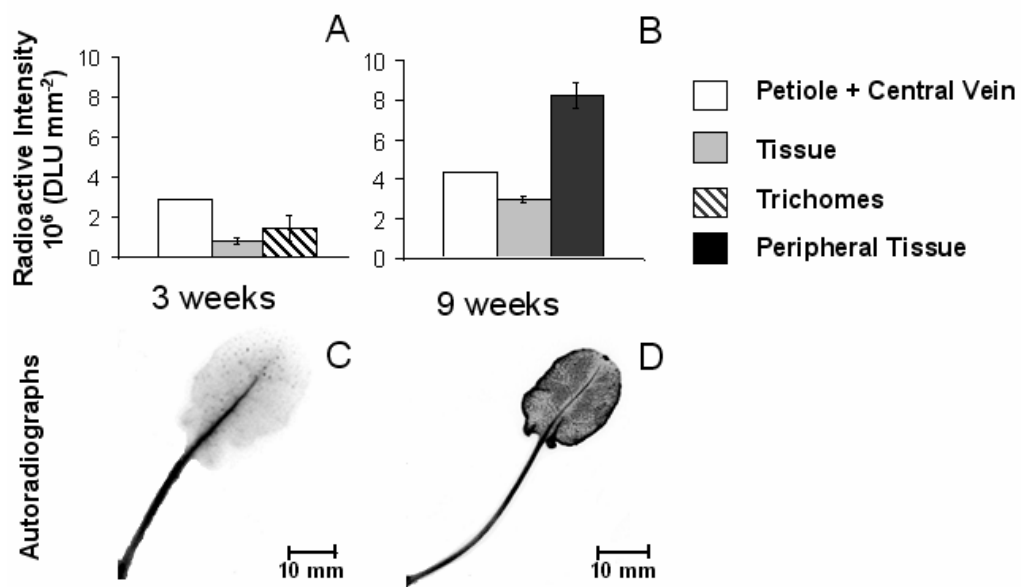 A
B
Radioactive Intensity
10⁶ (DLU mm⁻²)
10
8
6
4
2
0
10
8
6
4
2
0
Petiole + Central Vein
Tissue
Trichomes
Peripheral Tissue
3 weeks
9 weeks
Autoradiographs
C
D
10 mm
10 mm